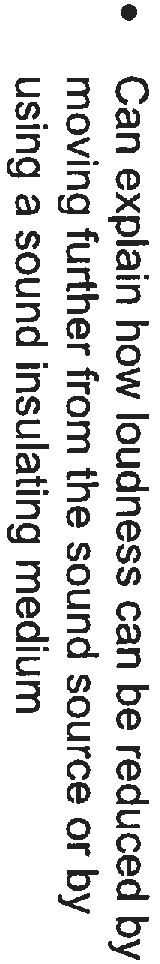 • Can explain how loudness can be reduced by
moving further from the sound source or by
using a sound insulating medium